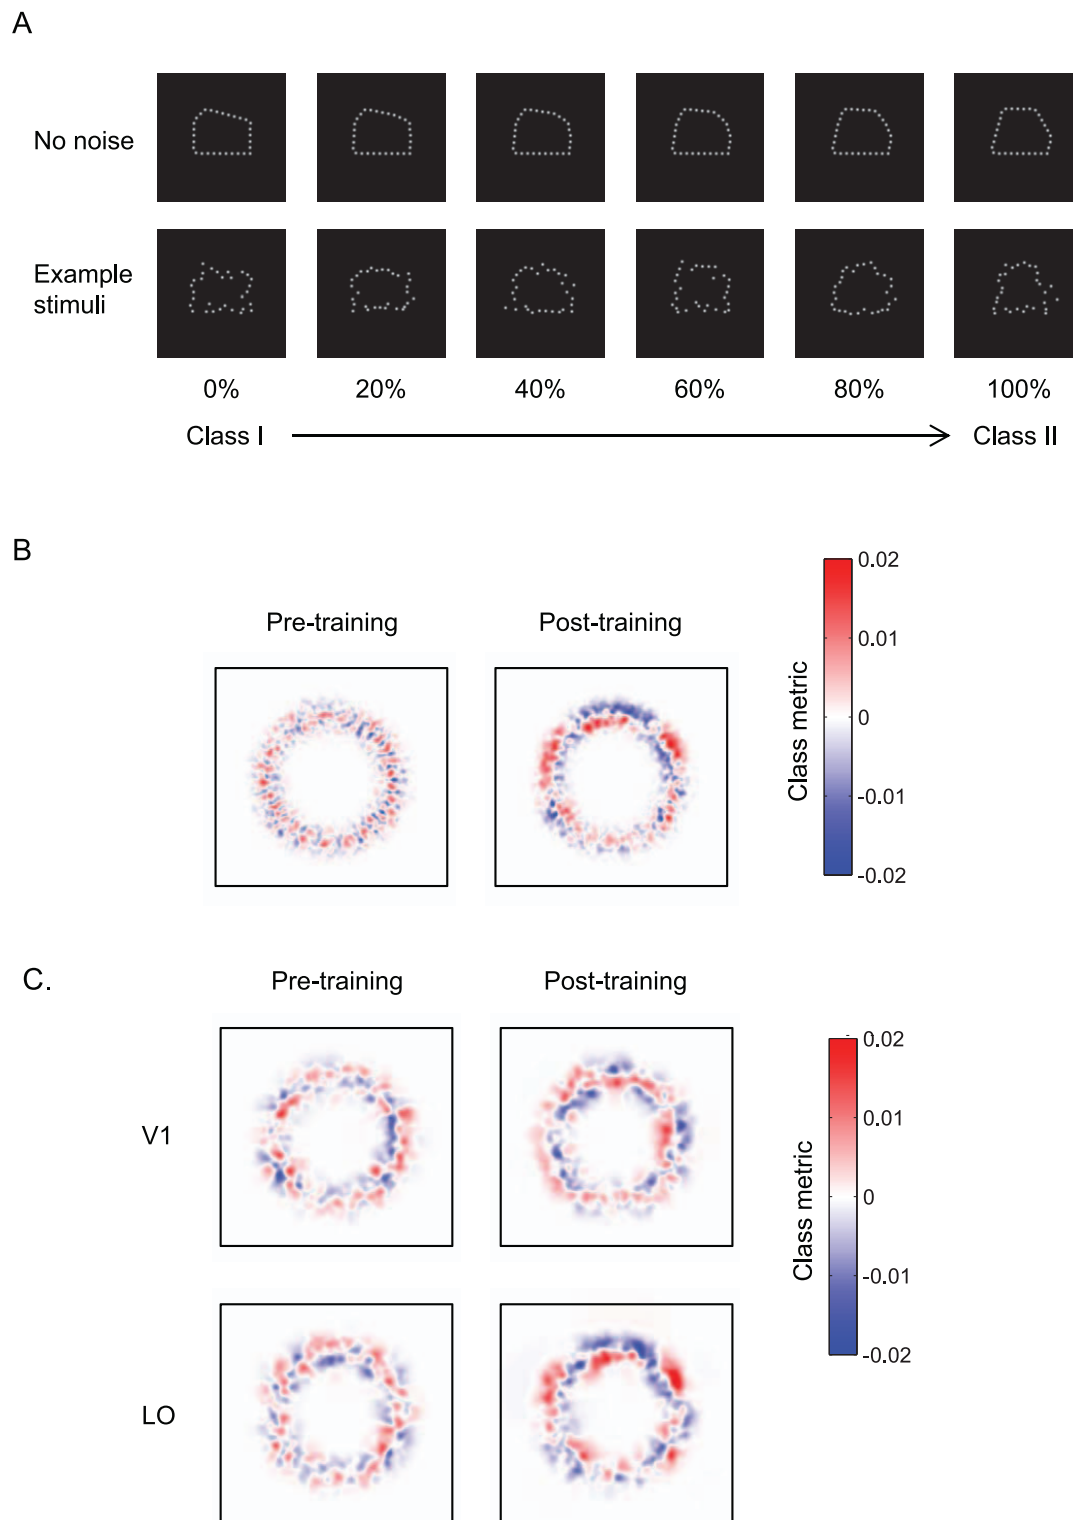 A
No noise
Example
stimuli
0% 20% 40% 60% 80% 100%
Class I Class II
B
Pre-training Post-training
Class metric
0.02
0.01
0
-0.01
-0.02
C.
Pre-training Post-training
V1
LO
Class metric
0.02
0.01
0
-0.01
-0.02